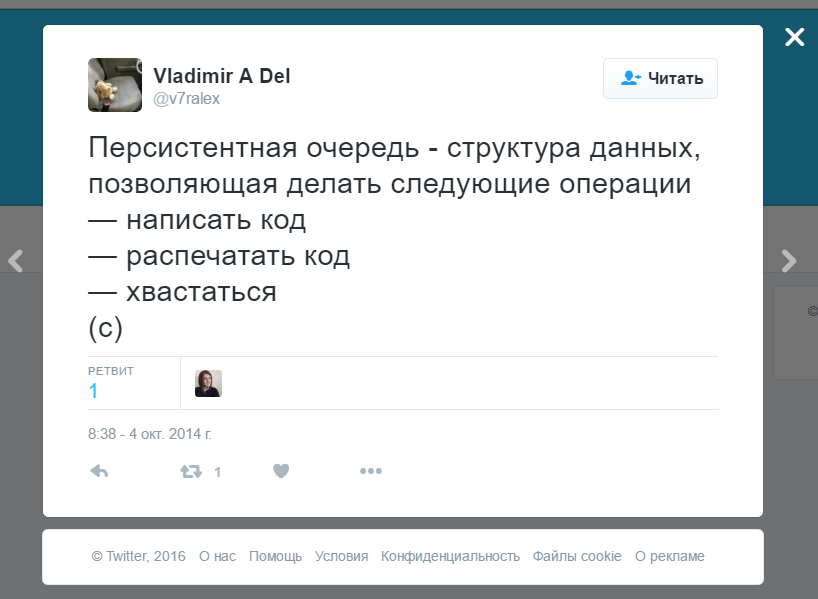 Vladimir A Del
@v7ralex
Читать
Персистентная очередь - структура данных,
позволяющая делать следующие операции
— написать код
— распечатать код
— хвастаться
(с)
РЕТВИТ
1
8:38 - 4 окт. 2014 г.
1
© Twitter, 2016 О нас Помощь Условия Конфиденциальность Файлы cookie О рекламе
©